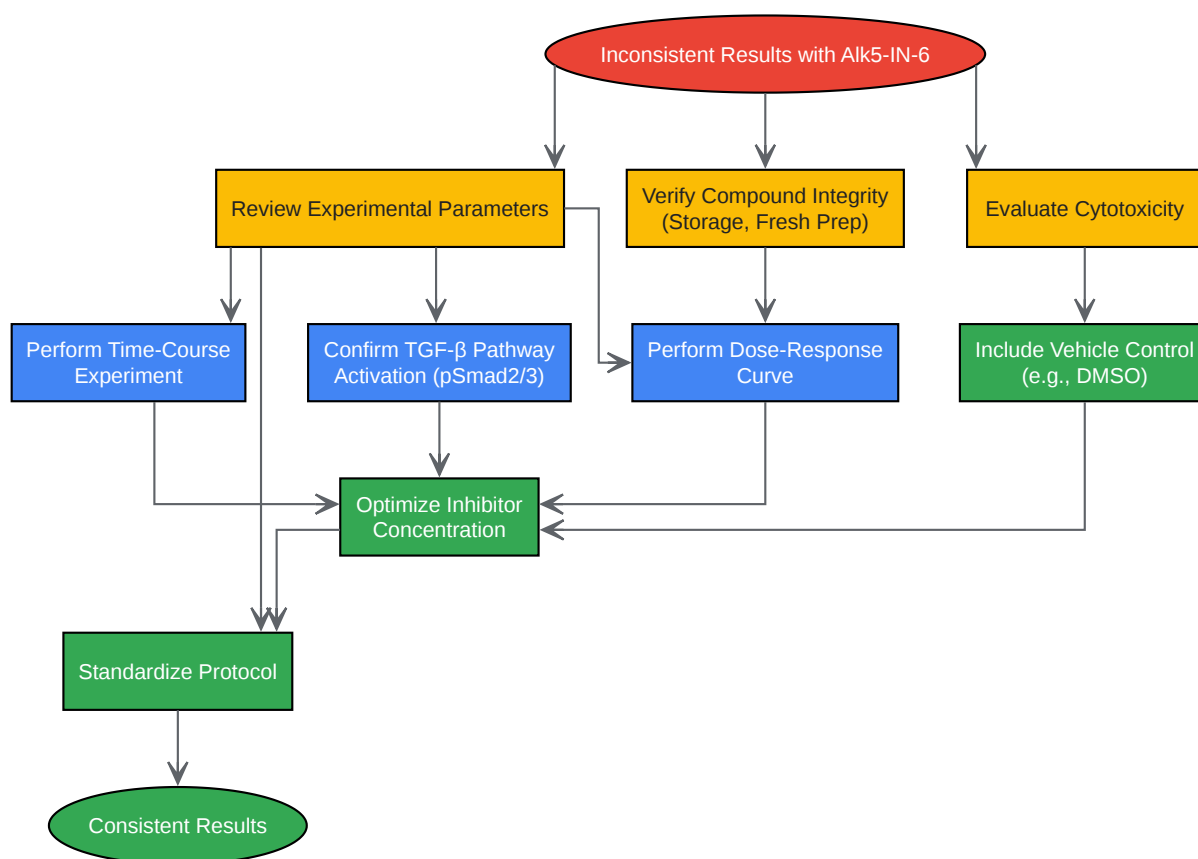 Inconsistent Results with Alk5-IN-6
Review Experimental Parameters
Verify Compound Integrity
(Storage, Fresh Prep)
Evaluate Cytotoxicity
Perform Time-Course
Experiment
Confirm TGF-β Pathway
Activation (pSmad2/3)
Perform Dose-Response
Curve
Include Vehicle Control
(e.g., DMSO)
Optimize Inhibitor
Concentration
Standardize Protocol
Consistent Results